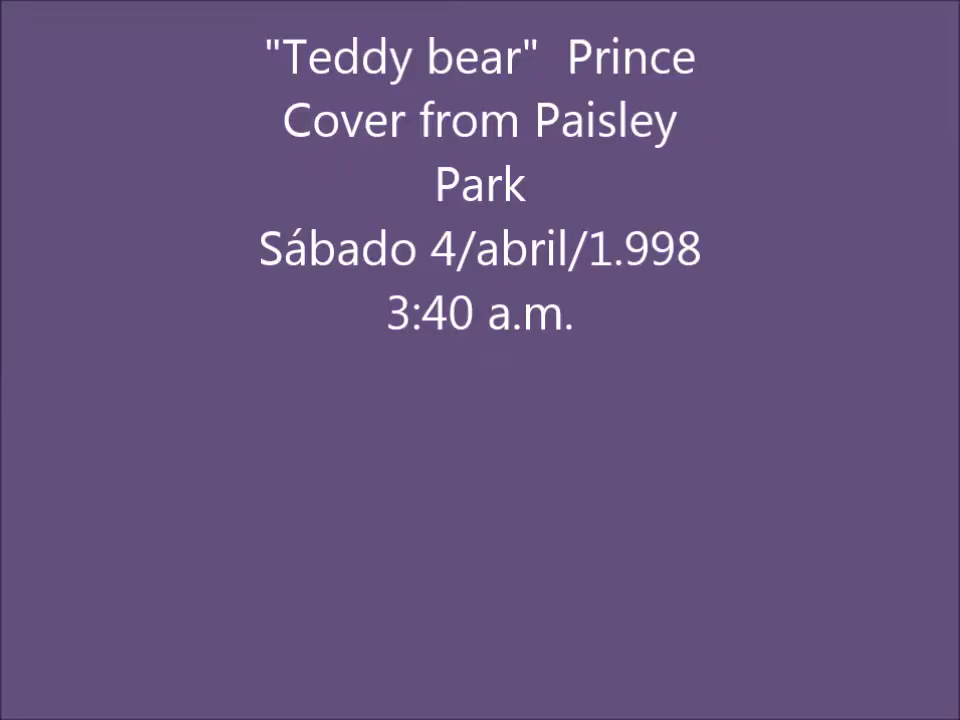 "Teddy bear"  Prince
Cover from Paisley
Park
Sábado 4/abril/1.998
3:40 a.m.